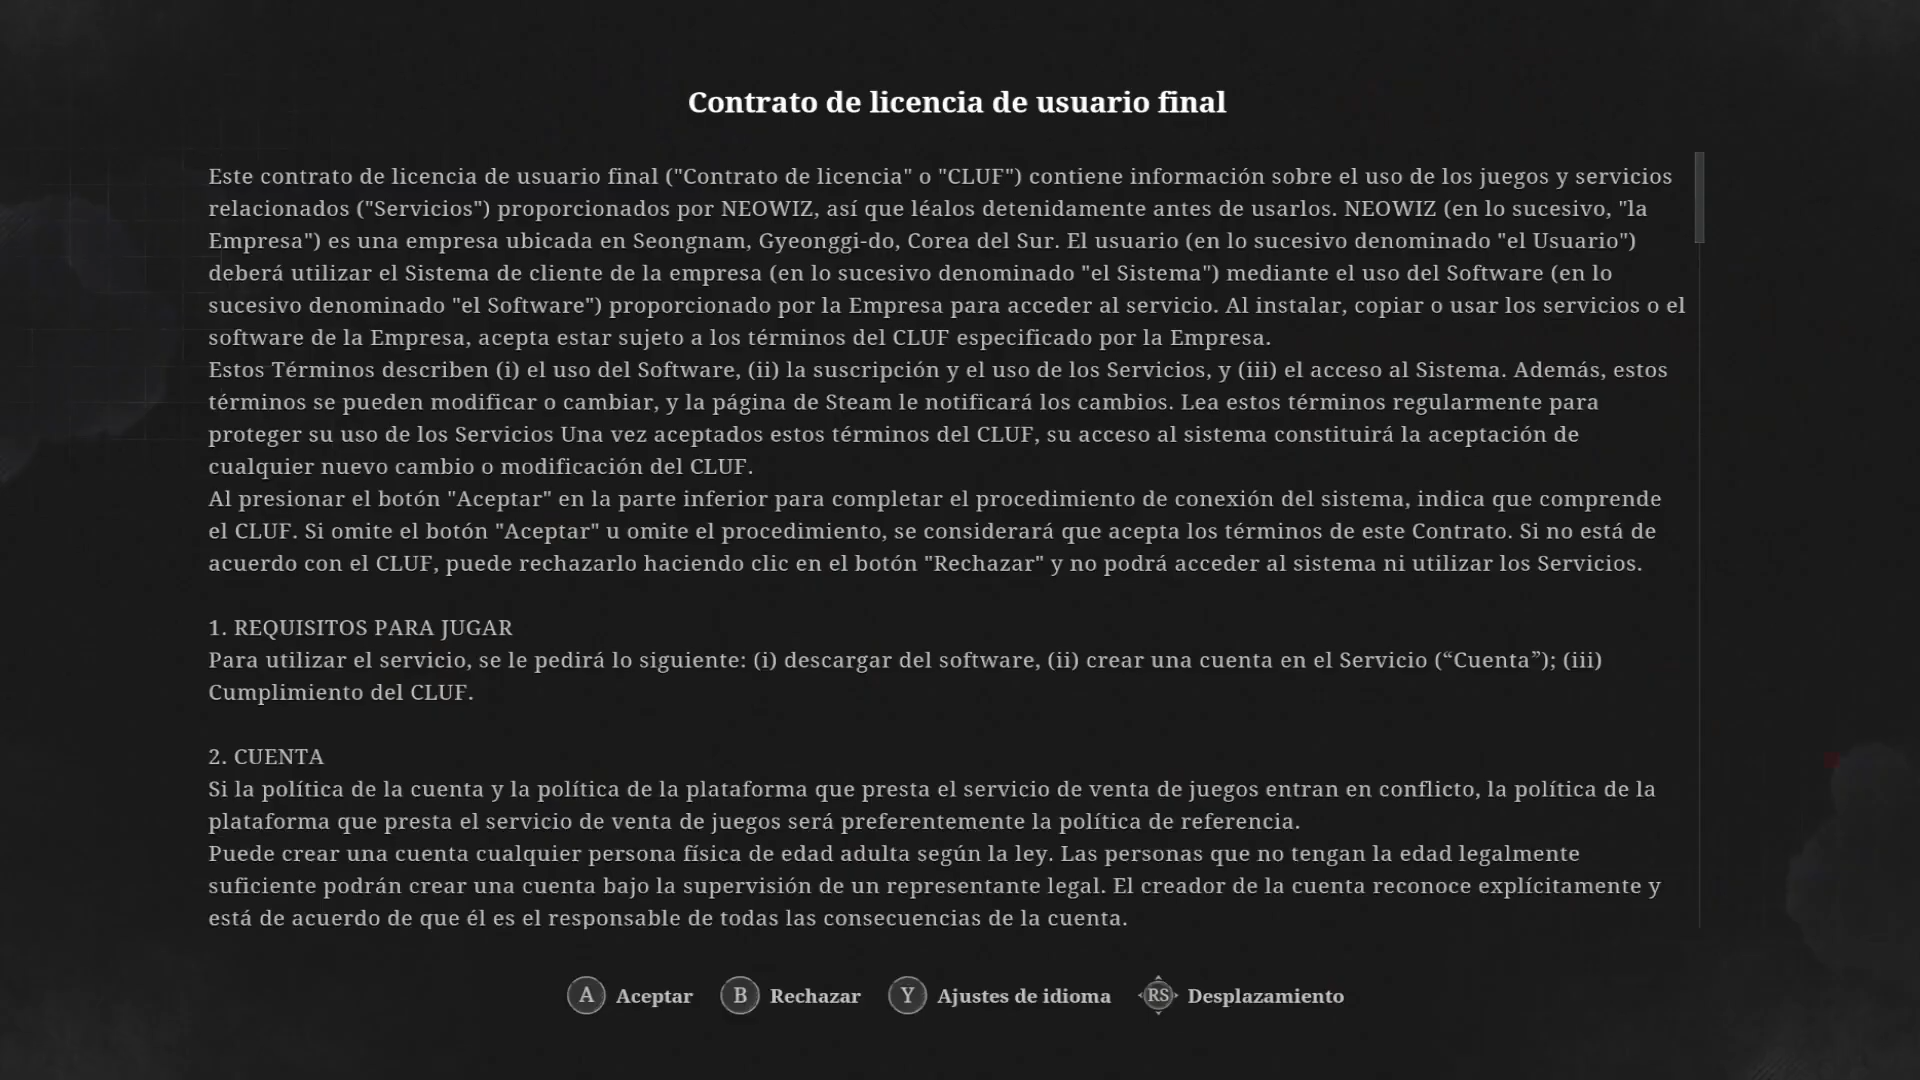 Contrato de licencia de usuario final
Este contrato de licencia de usuario final ("Contrato de licencia" o "CLUF") contiene información sobre el uso de los juegos y servicios
relacionados ("Servicios") proporcionados por NEOWIZ, así que léalos detenidamente antes de usarlos. NEOWIZ (en lo sucesivo, "la
Empresa") es una empresa ubicada en Seongnam, Gyeonggi-do, Corea del Sur. El usuario (en lo sucesivo denominado "el Usuario")
deberá utilizar el Sistema de cliente de la empresa (en lo sucesivo denominado "el Sistema") mediante el uso del Software (en lo
sucesivo denominado "el Software") proporcionado por la Empresa para acceder al servicio. Al instalar, copiar o usar los servicios o el
software de la Empresa, acepta estar sujeto a los términos del CLUF especificado por la Empresa.
Estos Términos describen (i) el uso del Software, (ii) la suscripción y el uso de los Servicios, y (iii) el acceso al Sistema. Además, estos
términos se pueden modificar o cambiar, y la página de Steam le notificará los cambios. Lea estos términos regularmente para
proteger su uso de los Servicios Una vez aceptados estos términos del CLUF, su acceso al sistema constituirá la aceptación de
cualquier nuevo cambio o modificación del CLUF.
Al presionar el botón "Aceptar" en la parte inferior para completar el procedimiento de conexión del sistema, indica que comprende
el CLUF. Si omite el botón "Aceptar" u omite el procedimiento, se considerará que acepta los términos de este Contrato. Si no está de
acuerdo con el CLUF, puede rechazarlo haciendo clic en el botón "Rechazar" y no podrá acceder al sistema ni utilizar los Servicios.
1. REQUISITOS PARA JUGAR
Para utilizar el servicio, se le pedirá lo siguiente: (i) descargar del software, (ii) crear una cuenta en el Servicio (“Cuenta”); (iii)
Cumplimiento del CLUF.
2. CUENTA
Si la política de la cuenta y la política de la plataforma que presta el servicio de venta de juegos entran en conflicto, la política de la
plataforma que presta el servicio de venta de juegos será preferentemente la política de referencia.
Puede crear una cuenta cualquier persona física de edad adulta según la ley. Las personas que no tengan la edad legalmente
suficiente podrán crear una cuenta bajo la supervisión de un representante legal. El creador de la cuenta reconoce explícitamente y
está de acuerdo de que él es el responsable de todas las consecuencias de la cuenta.
A Aceptar B Rechazar Y Ajustes de idioma RS Desplazamiento